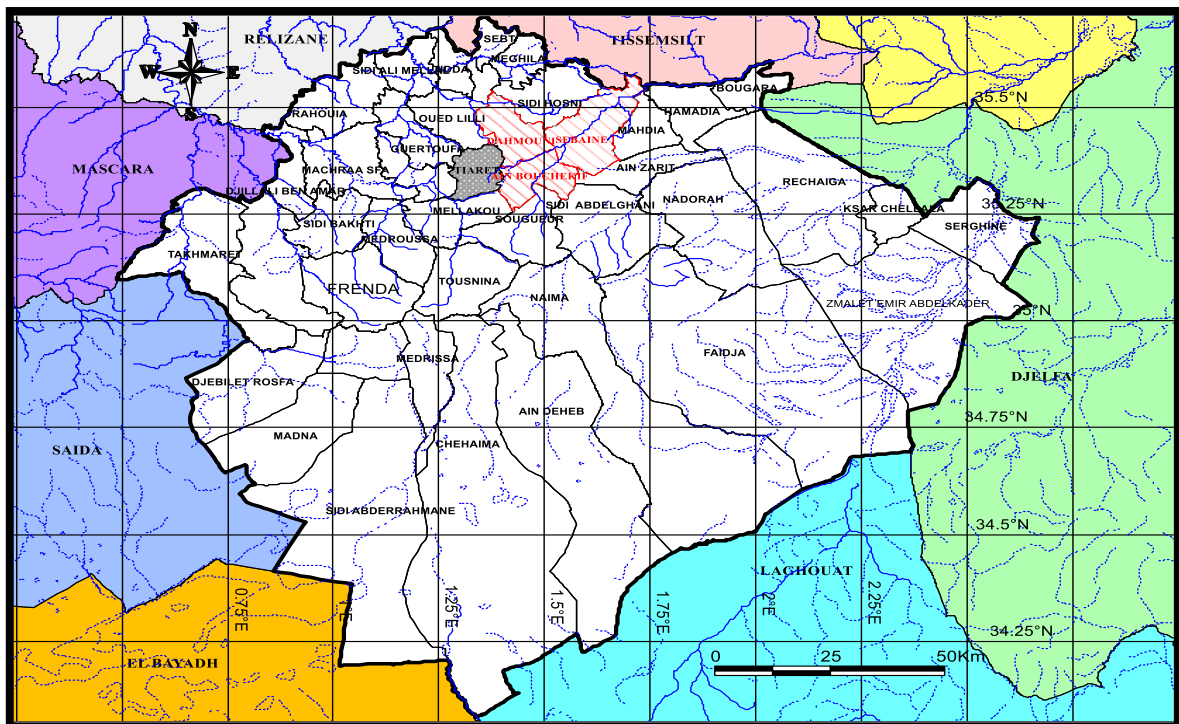 N
W E
S
RELIZANE
TISSEMSILT
SEBT
MEGHILA
SIDI ALI MELLNDDA
BOUGARA
35.5°N
SIDI HOSNI
HAMADIA
RAHOUIA
OUED LILLI
MAHDIA
DAHMOUNI
SEBAINE
GUERTOUFA
MASCARA
MACHRAA SFA
TIARET
AIN BOUCHEKIF
AIN ZARIT
RECHAIGA
DJILLALI BEN AMAR
NADORAH
35.25°N
KSAR CHELLALA
MELLAKOU
SIDI ABDELGHANI
SOUGUEUR
SIDI BAKHTI
SERGHINE
MEDROUSSA
TAKHMARET
TOUSNINA
FRENDA
NAIMA
ZMALET EMIR ABDELKADER
35°N
MEDRISSA
FAIDJA
DJEBILET ROSFA
DJELFA
AIN DEHEB
34.75°N
MADNA
CHEHAIMA
SAIDA
SIDI ABDERRAHMANE
34.5°N
LAGHOUAT
0.75°E
1°E
1.25°E
1.5°E
1.75°E
2°E
2.25°E
34.25°N
EL BAYADH
0 25 50Km